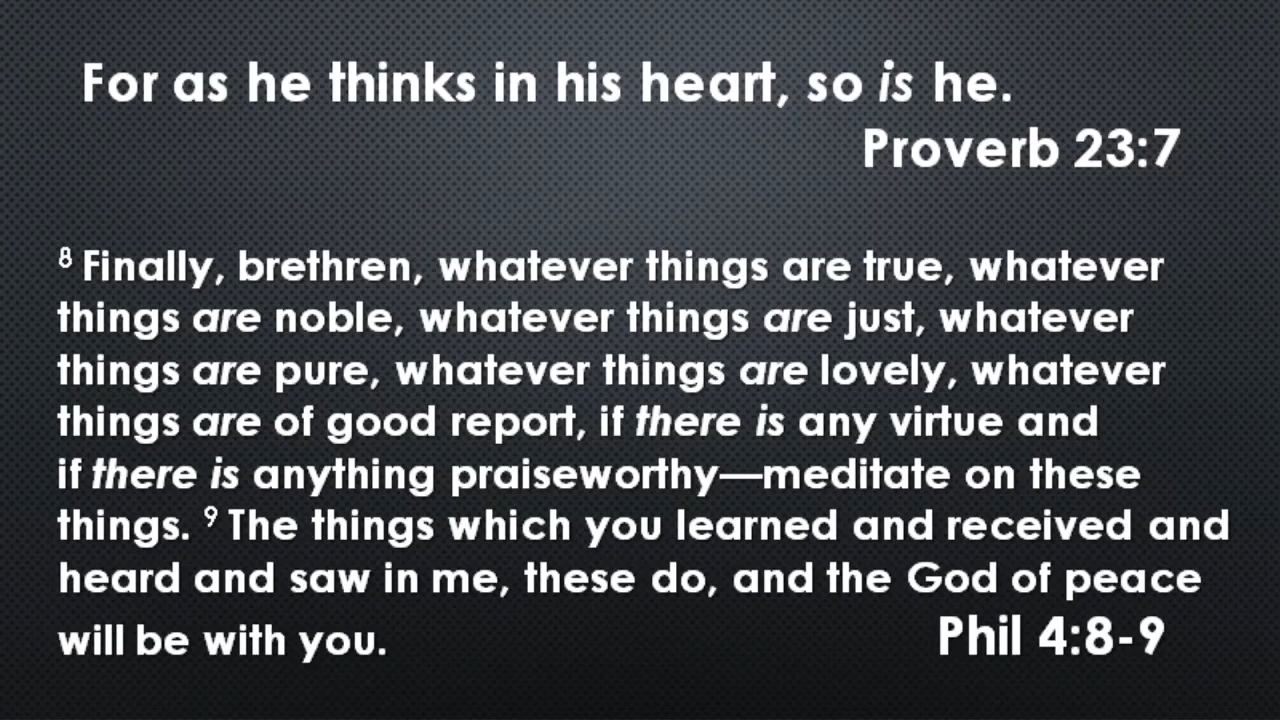 For as he thinks in his heart, so is he.
Proverb 23:7
8 Finally, brethren, whatever things are true, whatever
things are noble, whatever things are just, whatever
things are pure, whatever things are lovely, whatever
things are of good report, if there is any virtue and
if there is anything praiseworthy—meditate on these
things. 9 The things which you learned and received and
heard and saw in me, these do, and the God of peace
will be with you. Phil 4:8-9